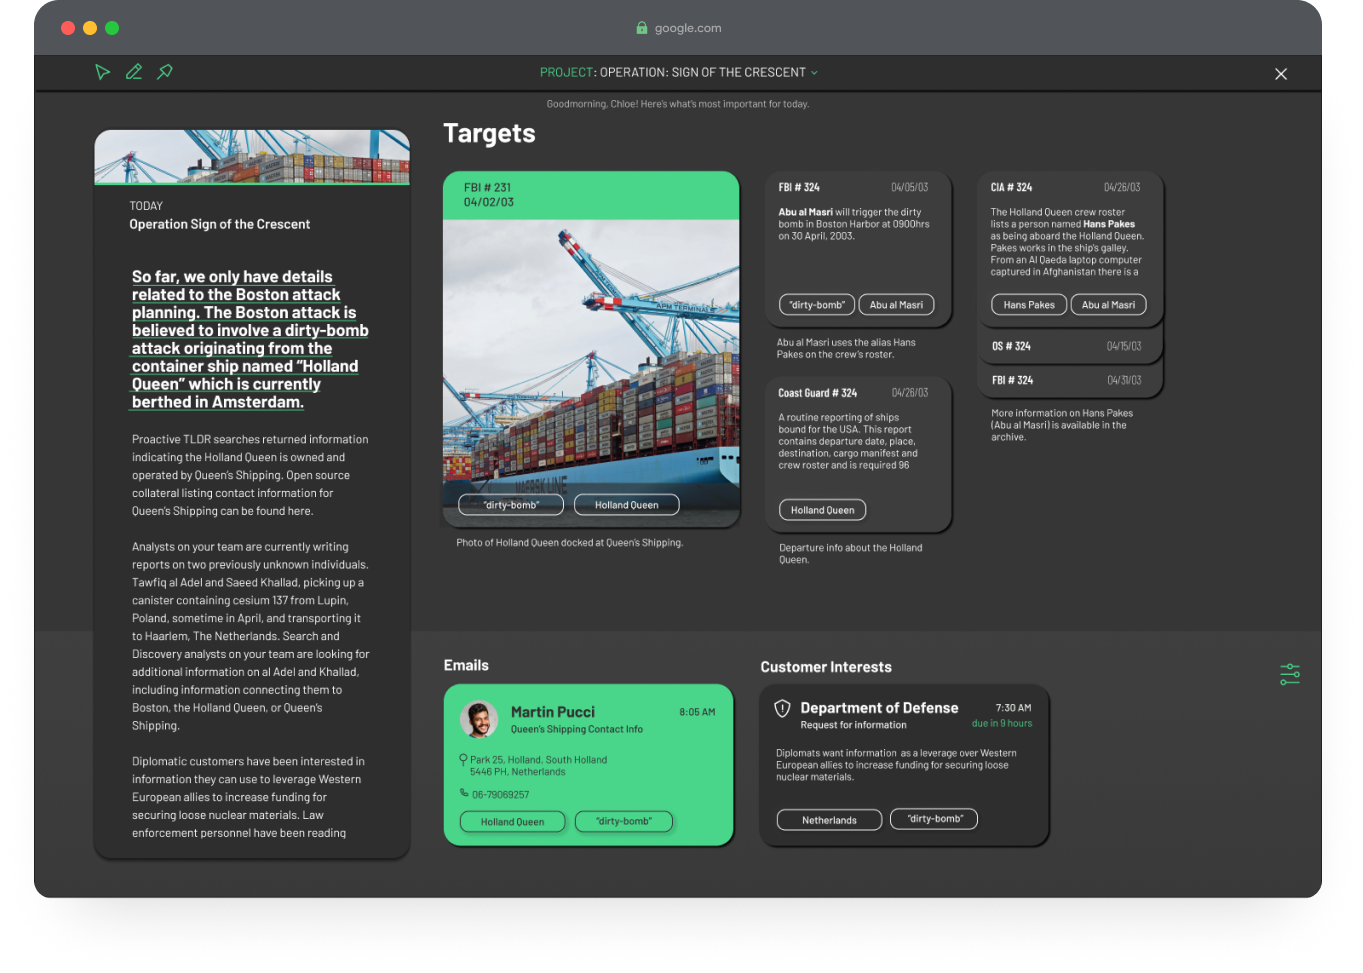 google.com
PROJECT: OPERATION: SIGN OF THE CRESCENT
Goodmorning, Chloe! Here's what's most important for today.
TODAY
Operation Sign of the Crescent
So far, we only have details
related to the Boston attack
planning. The Boston attack is
believed to involve a dirty-bomb
attack originating from the
container ship named "Holland
Queen" which is currently
berthed in Amsterdam.
Proactive TLDR searches returned information
indicating the Holland Queen is owned and
operated by Queen's Shipping. Open source
collateral listing contact information for
Queen's Shipping can be found here.
Analysts on your team are currently writing
reports on two previously unknown individuals.
Tawfiq al Adel and Saeed Khallad, picking up a
canister containing cesium 137 from Lupin,
Poland, sometime in April, and transporting it
to Haarlem, The Netherlands. Search and
Discovery analysts on your team are looking for
additional information on al Adel and Khallad,
including information connecting them to
Boston, the Holland Queen, or Queen's
Shipping.
Diplomatic customers have been interested in
information they can use to leverage Western
European allies to increase funding for
securing loose nuclear materials. Law
enforcement personnel have been reading
Targets
FBI # 231
04/02/03
APM TERMINALS
MAERSK LINE
"dirty-bomb"
Holland Queen
Photo of Holland Queen docked at Queen's Shipping.
FBI # 324
04/05/03
Abu al Masri will trigger the dirty
bomb in Boston Harbor at 0900hrs
on 30 April, 2003.
"dirty-bomb"
Abu al Masri
Abu al Masri uses the alias Hans
Pakes on the crew's roster.
Coast Guard # 324
04/26/03
A routine reporting of ships
bound for the USA. This report
contains departure date, place,
destination, cargo manifest and
crew roster and is required 96
Holland Queen
Departure info about the Holland
Queen.
CIA # 324
04/26/03
The Holland Queen crew roster
lists a person named Hans Pakes
as being aboard the Holland Queen.
Pakes works in the ship's galley.
From an Al Qaeda laptop computer
captured in Afghanistan there is a
Hans Pakes
Abu al Masri
OS # 324
04/15/03
FBI # 324
04/31/03
More information on Hans Pakes
(Abu al Masri) is available in the
archive.
Emails
Martin Pucci
8:05 AM
Queen's Shipping Contact Info
Park 25, Holland, South Holland
5446 PH, Netherlands
06-79069257
Holland Queen
"dirty-bomb"
Customer Interests
Department of Defense
7:30 AM
Request for information
due in 9 hours
Diplomats want information as a leverage over Western
European allies to increase funding for securing loose
nuclear materials.
Netherlands
"dirty-bomb"